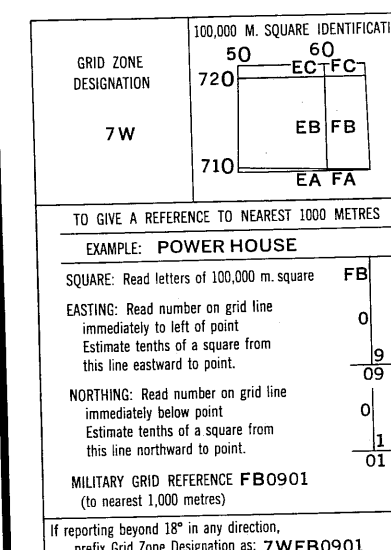 100,000 M. SQUARE IDENTIFICATI
GRID ZONE
DESIGNATION
7W
50 60
EC FC
720
EB FB
710
EA FA
TO GIVE A REFERENCE TO NEAREST 1000 METRES
EXAMPLE: POWER HOUSE
SQUARE: Read letters of 100,000 m. square FB
EASTING: Read number on grid line
immediately to left of point 0
Estimate tenths of a square from
this line eastward to point. 9
09
NORTHING: Read number on grid line
immediately below point 0
Estimate tenths of a square from
this line northward to point. 1
01
MILITARY GRID REFERENCE FB0901
(to nearest 1,000 metres)
If reporting beyond 18° in any direction,
prefix Grid Zone Designation as: 7WFB0901